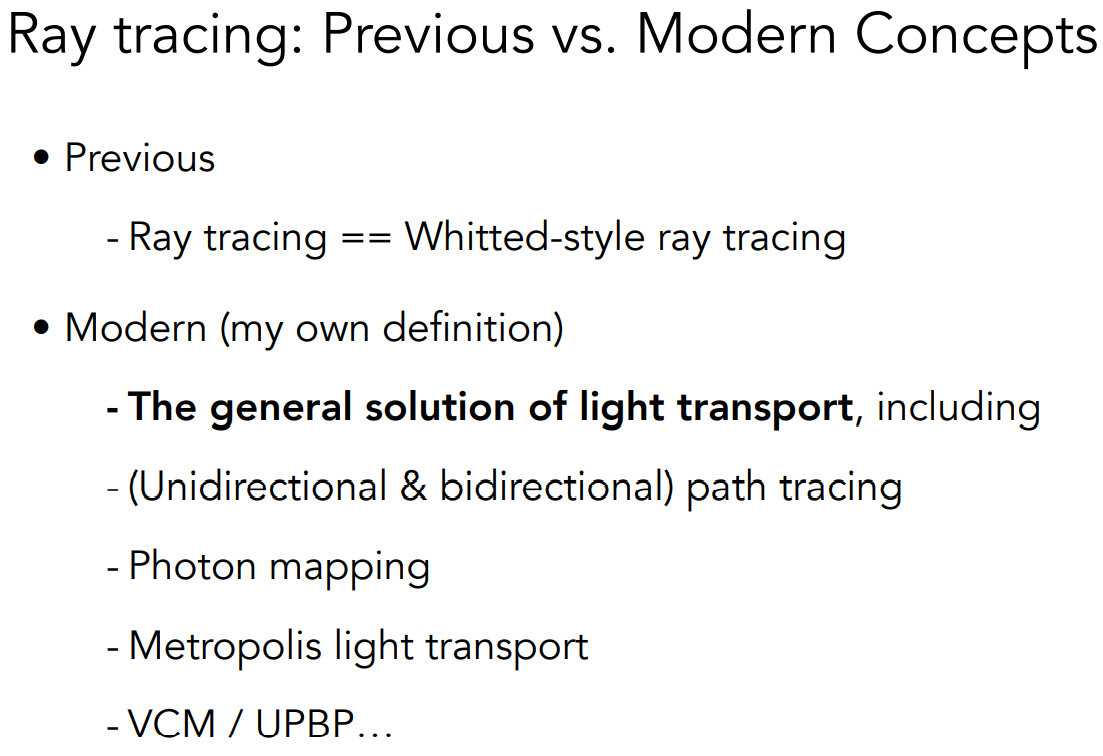 Ray tracing: Previous vs. Modern Concepts
• Previous
- Ray tracing == Whitted-style ray tracing
• Modern (my own definition)
- The general solution of light transport, including
- (Unidirectional & bidirectional) path tracing
- Photon mapping
- Metropolis light transport
- VCM / UPBP…